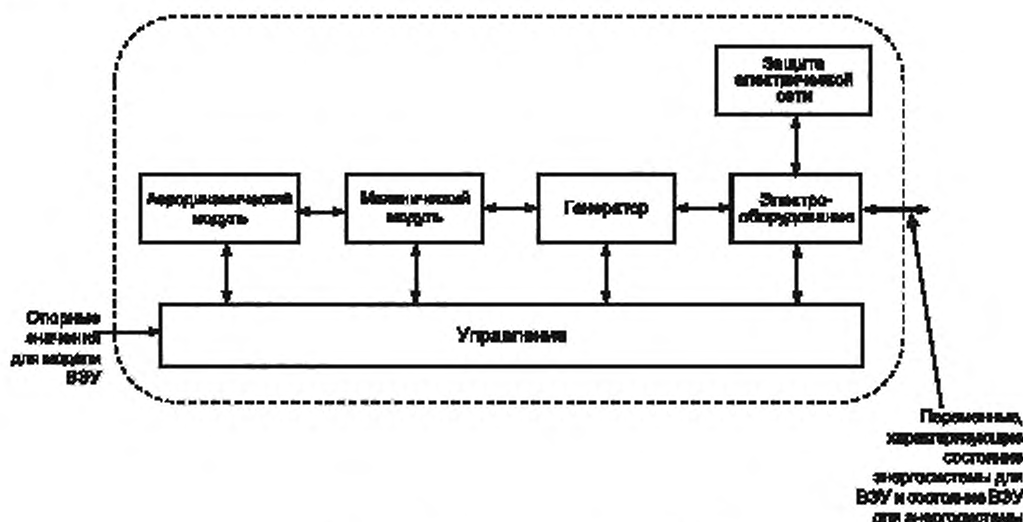 Защита
электрической
сети
Аеродинамический
модуль
Механический
модуль
Генератор
Электро-
оборудование
Управление
Опорные
значения
для модели
ВЭУ
Переменные,
характеризующие
состояние
энергосистемы для
ВЭУ и состояние ВЭУ
для энергосистемы